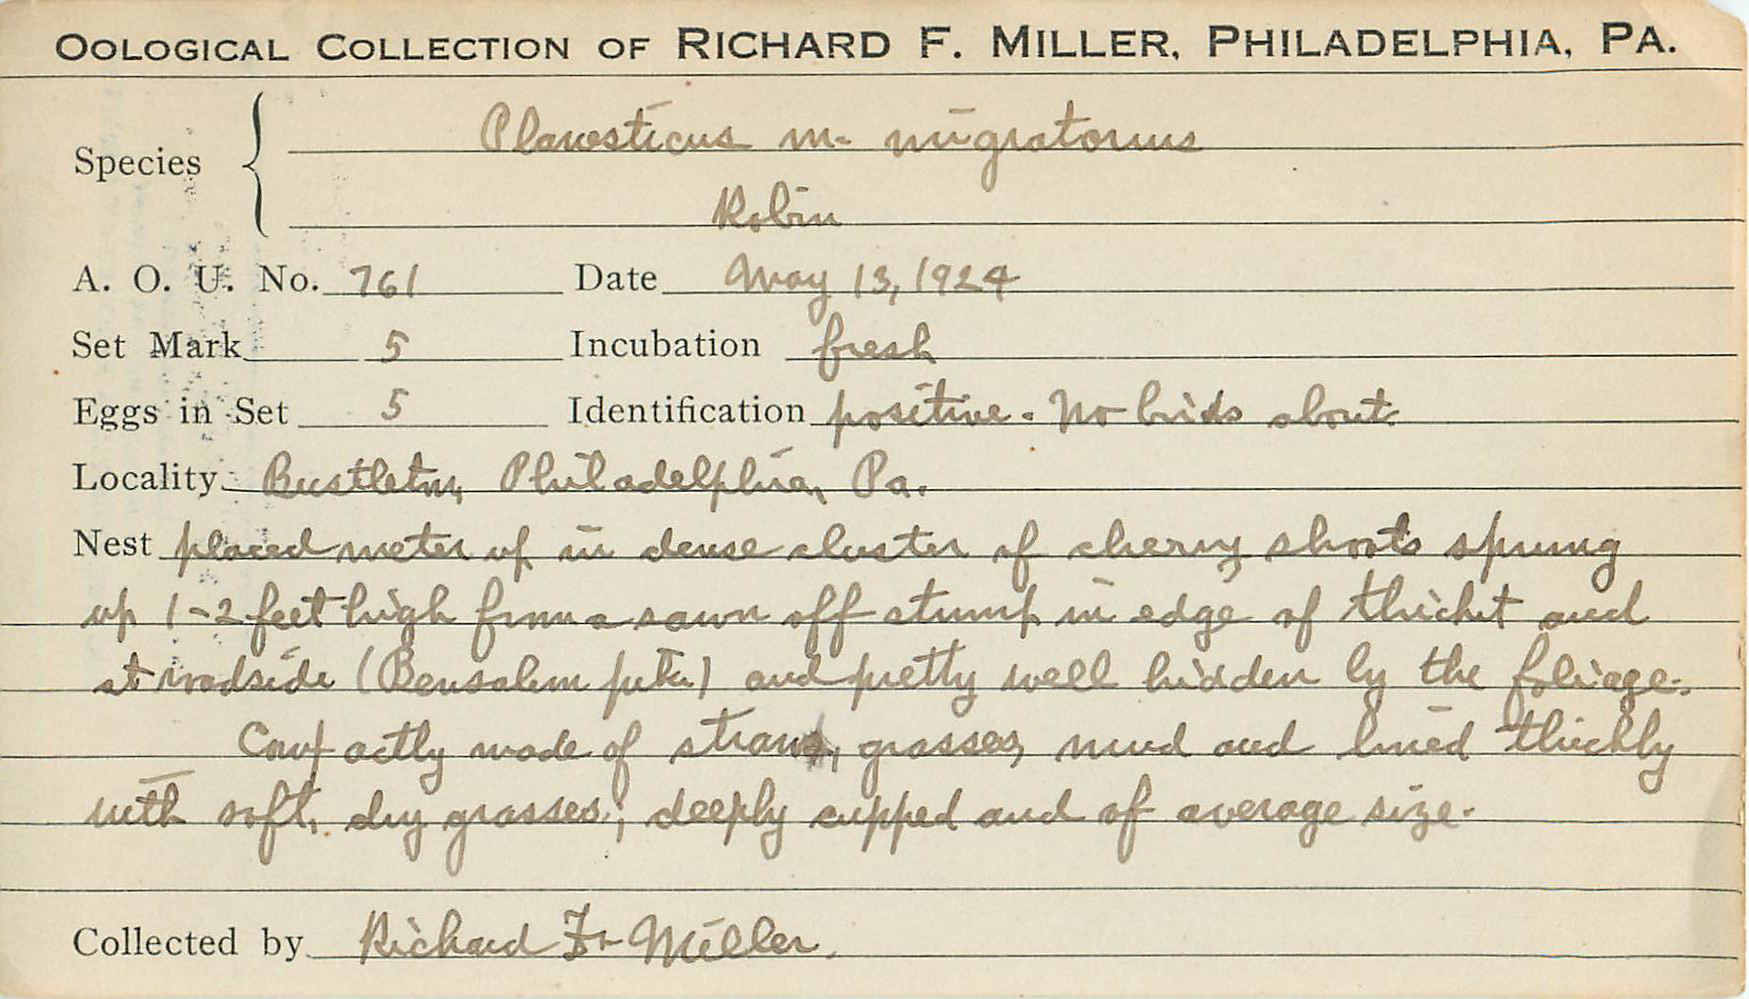 OOLOGICAL COLLECTION OF RICHARD F. MILLER, PHILADELPHIA, PA.
Species { Planesticus m. migratorius
Robin
A. O. U. No. 761 Date May 13, 1924
Set Mark 5 Incubation fresh
Eggs in Set 5 Identification positive. No birds about.
Locality Bustleton, Philadelphia, Pa.
Nest placed meter up in dense cluster of cherry shoots sprung
up 1-2 feet high from a sawn off stump in edge of thicket and
at roadside (Bensalem pike) and pretty well hidden by the foliage.
Compactly made of straws, grasses, mud and lined thickly
with soft, dry grasses; deeply cupped and of average size.
Collected by Richard F. Miller.